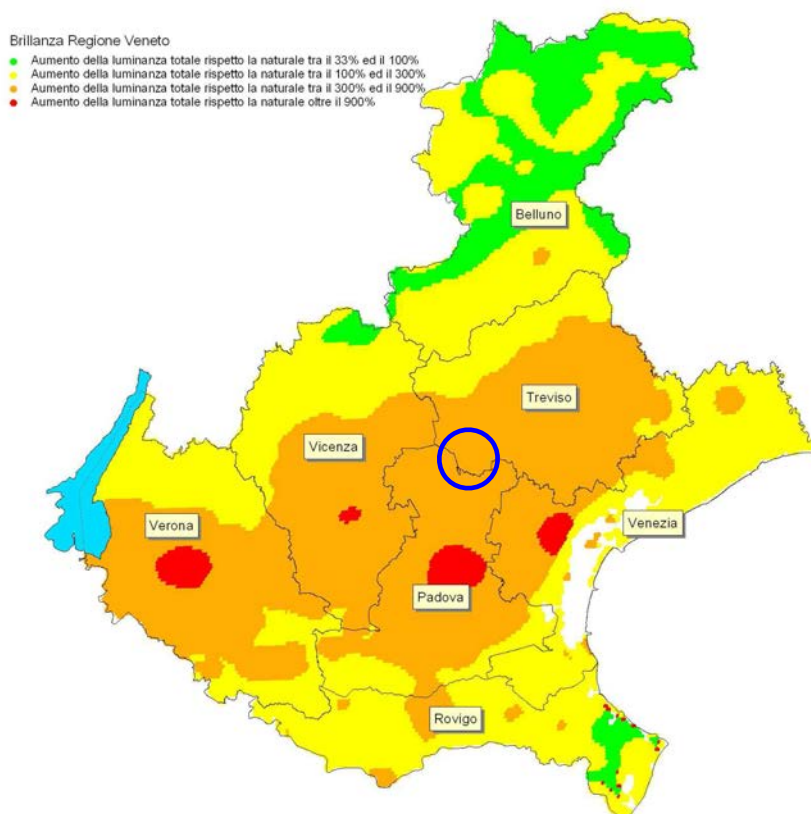 Brillanza Regione Veneto
Aumento della luminanza totale rispetto la naturale tra il 33% ed il 100%
Aumento della luminanza totale rispetto la naturale tra il 100% ed il 300%
Aumento della luminanza totale rispetto la naturale tra il 300% ed il 900%
Aumento della luminanza totale rispetto la naturale oltre il 900%
Belluno
Treviso
Vicenza
Verona
Venezia
Padova
Rovigo